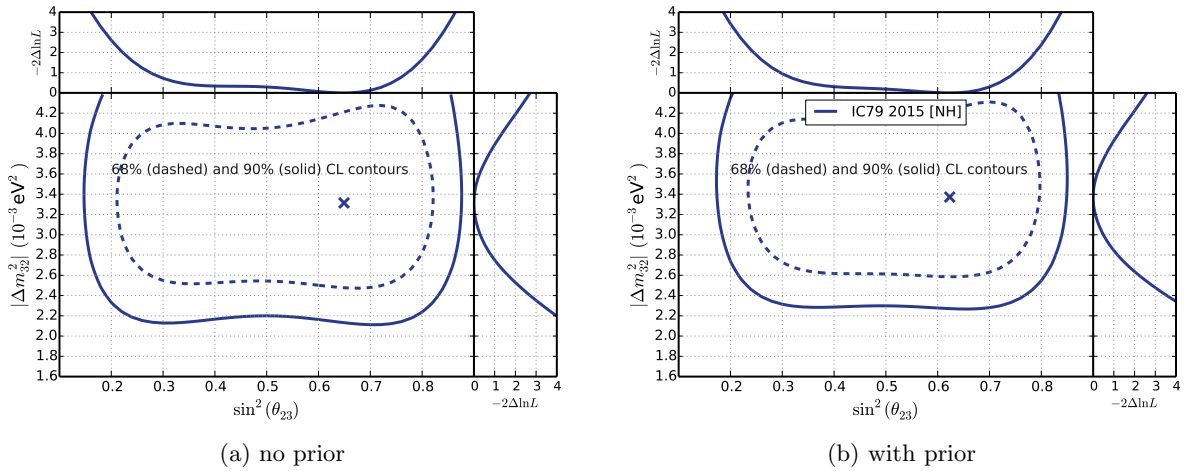 4
3
2
1
0
−2ΔlnL
4.2
4.0
3.8
3.6
3.4
3.2
3.0
2.8
2.6
2.4
2.2
2.0
1.8
1.6
|Δm²₃₂| (10⁻³ eV²)
68% (dashed) and 90% (solid) CL contours
0.2 0.3 0.4 0.5 0.6 0.7 0.8
sin² (θ₂₃)
0 1 2 3 4
−2ΔlnL
(a) no prior
4
3
2
1
0
−2ΔlnL
IC79 2015 [NH]
4.2
4.0
3.8
3.6
3.4
3.2
3.0
2.8
2.6
2.4
2.2
2.0
1.8
1.6
|Δm²₃₂| (10⁻³ eV²)
68% (dashed) and 90% (solid) CL contours
0.2 0.3 0.4 0.5 0.6 0.7 0.8
sin² (θ₂₃)
0 1 2 3 4
−2ΔlnL
(b) with prior